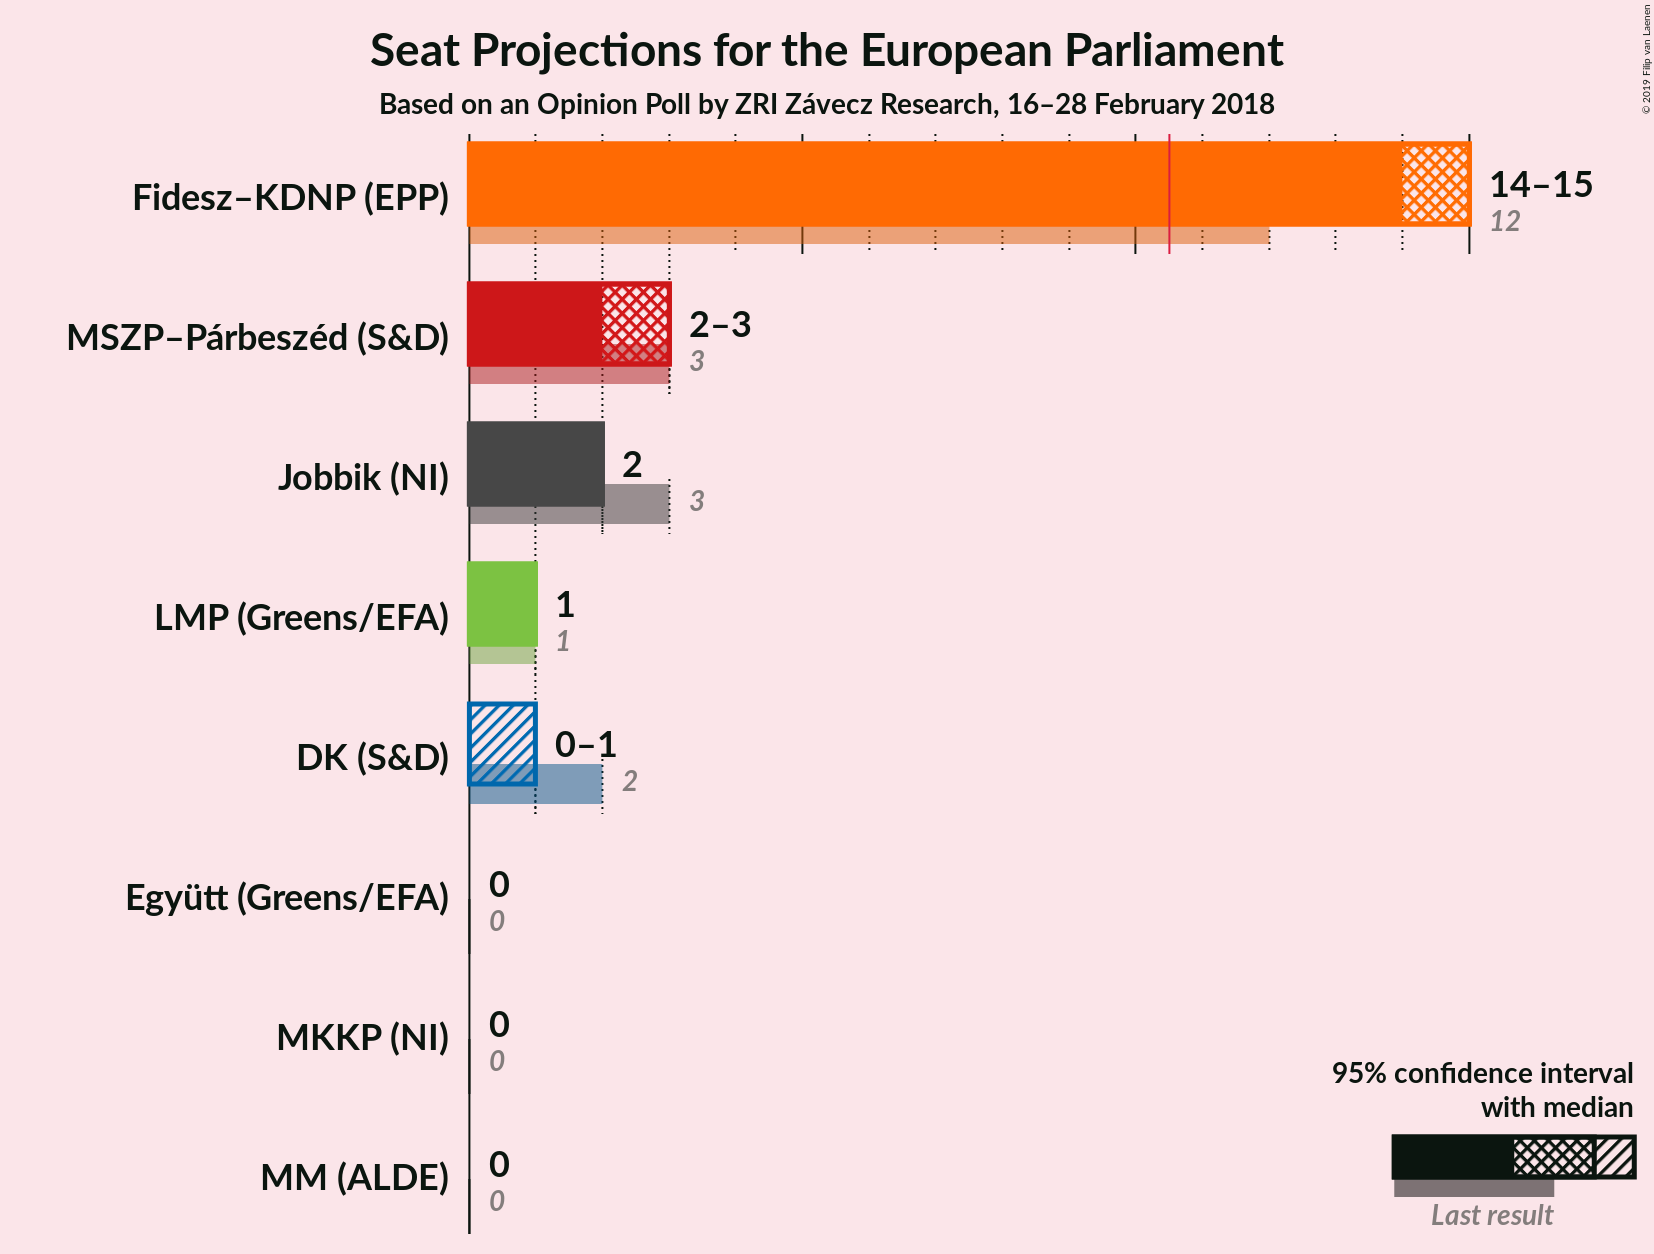 Seat Projections for the European Parliament
Based on an Opinion Poll by ZRI Závecz Research, 16–28 February 2018
© 2019 Filip van Laenen
Fidesz–KDNP (EPP)
14–15
12
MSZP–Párbeszéd (S&D)
2–3
3
Jobbik (NI)
2
3
LMP (Greens/EFA)
1
1
DK (S&D)
0–1
2
Együtt (Greens/EFA)
0
0
MKKP (NI)
0
0
MM (ALDE)
0
0
95% confidence interval
with median
Last result